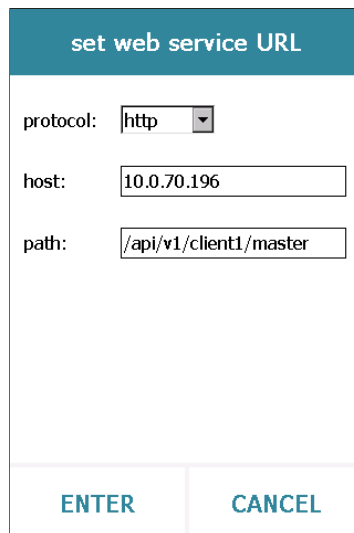 set web service URL
protocol: http
host: 10.0.70.196
path: /api/v1/client1/master
ENTER CANCEL